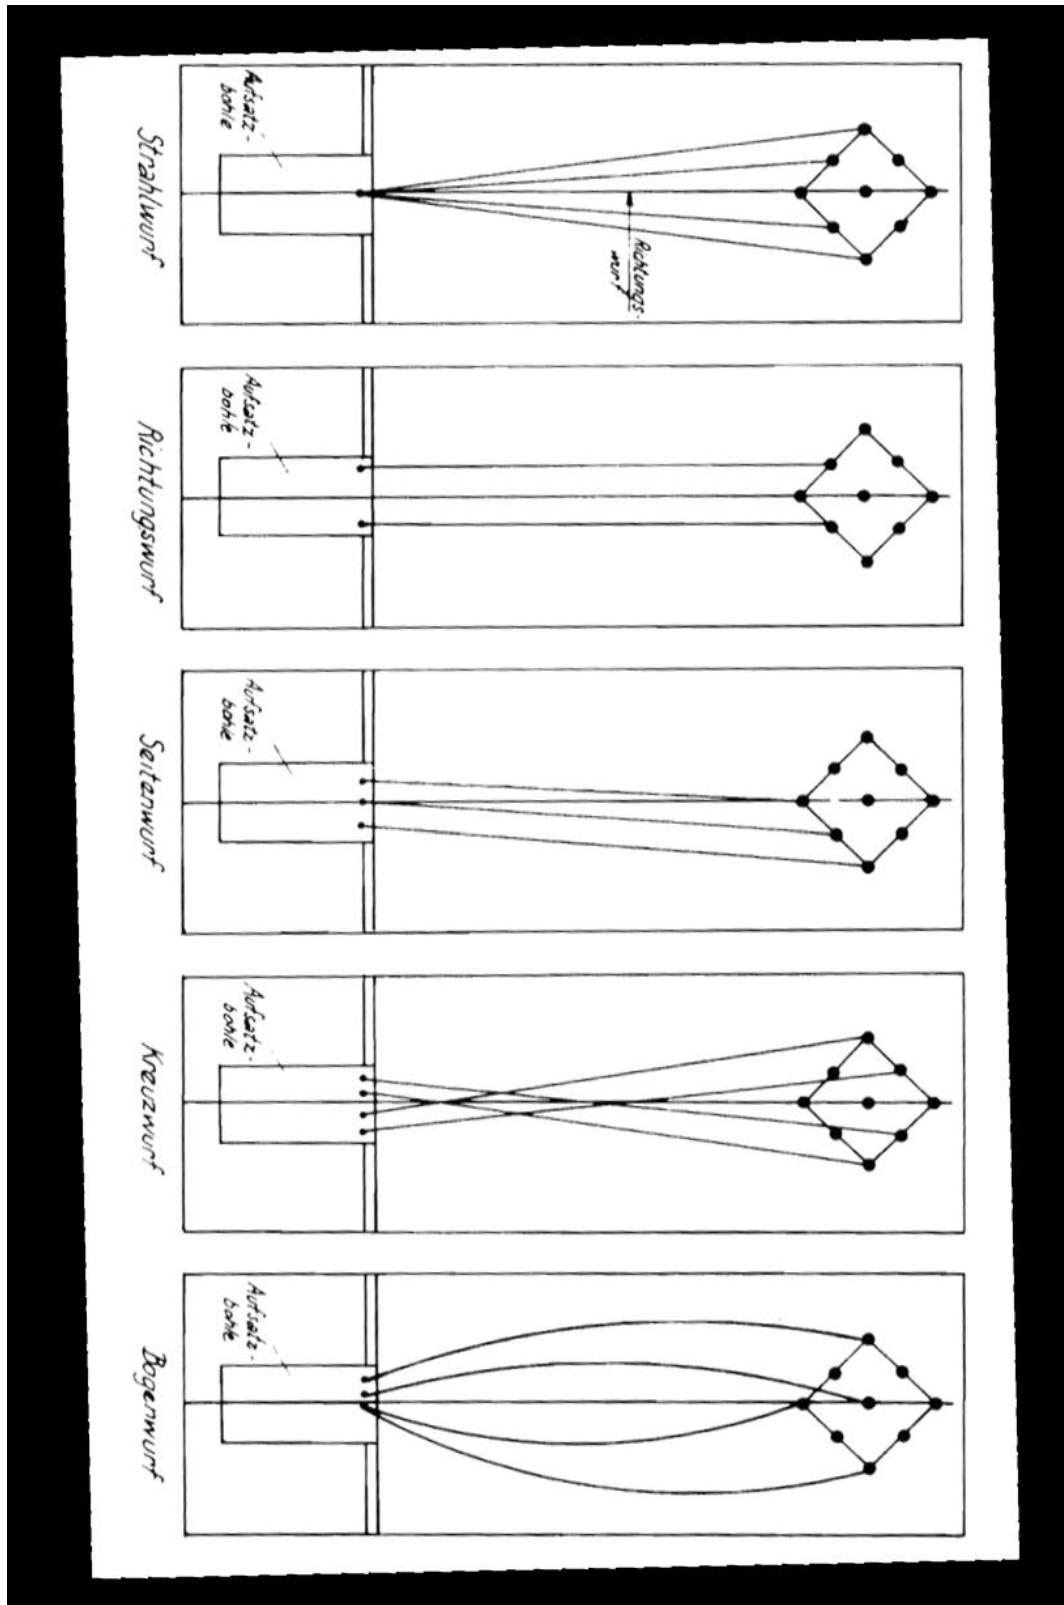 Aufsatz-
bohle
Strahlwurf
Richtungs-
wurf
Aufsatz-
bohle
Richtungswurf
Aufsatz-
bohle
Seitenwurf
Aufsatz-
bohle
Kreuzwurf
Aufsatz-
bohle
Bogenwurf